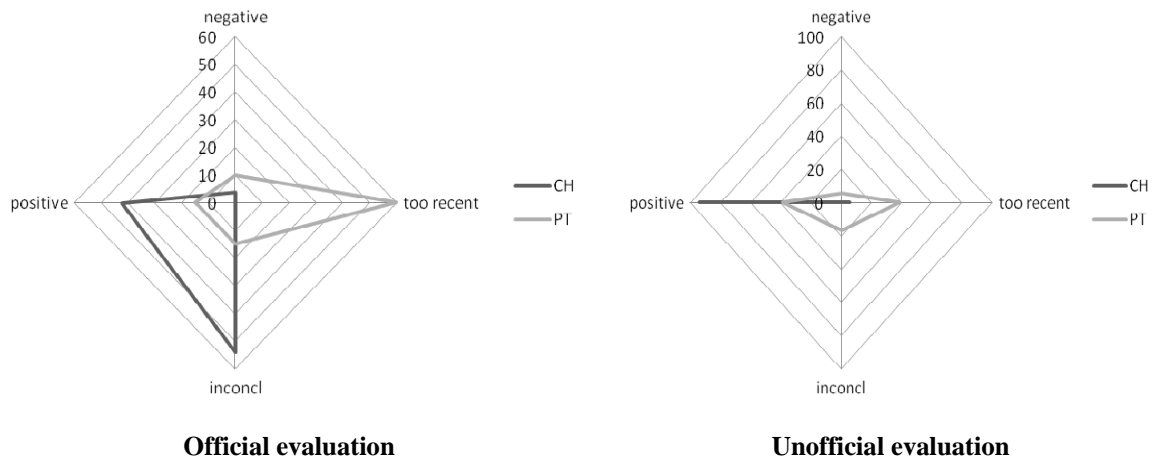 negative
60
50
40
30
20
10
0
positive
too recent
inconcl
CH
PT
Official evaluation
negative
100
80
60
40
20
0
positive
too recent
inconcl
CH
PT
Unofficial evaluation